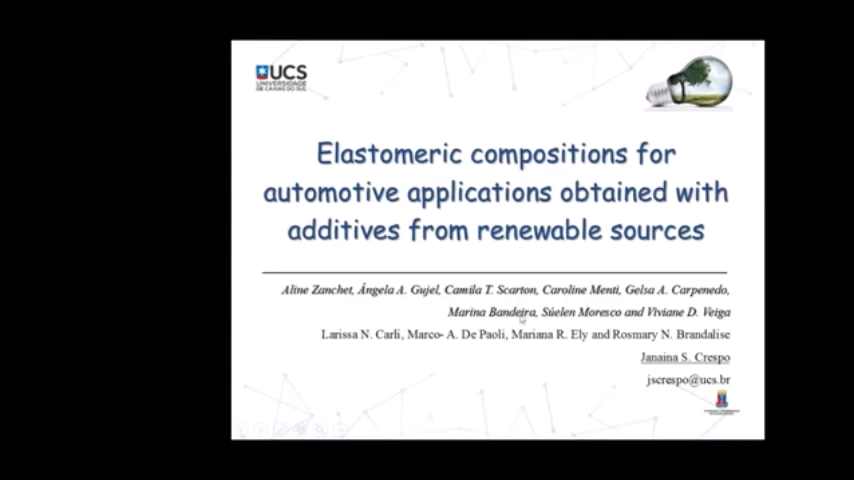 UCS
UNIVERSIDADE
DE CAXIAS DO SUL
Elastomeric compositions for
automotive applications obtained with
additives from renewable sources
Aline Zanchet, Ângela A. Gujel, Camila T. Scarton, Caroline Menti, Gelsa A. Carpenedo,
Marina Bandeira, Súelen Moresco and Viviane D. Veiga
Larissa N. Carli, Marco- A. De Paoli, Mariana R. Ely and Rosmary N. Brandalise
Janaina S. Crespo
jscrespo@ucs.br